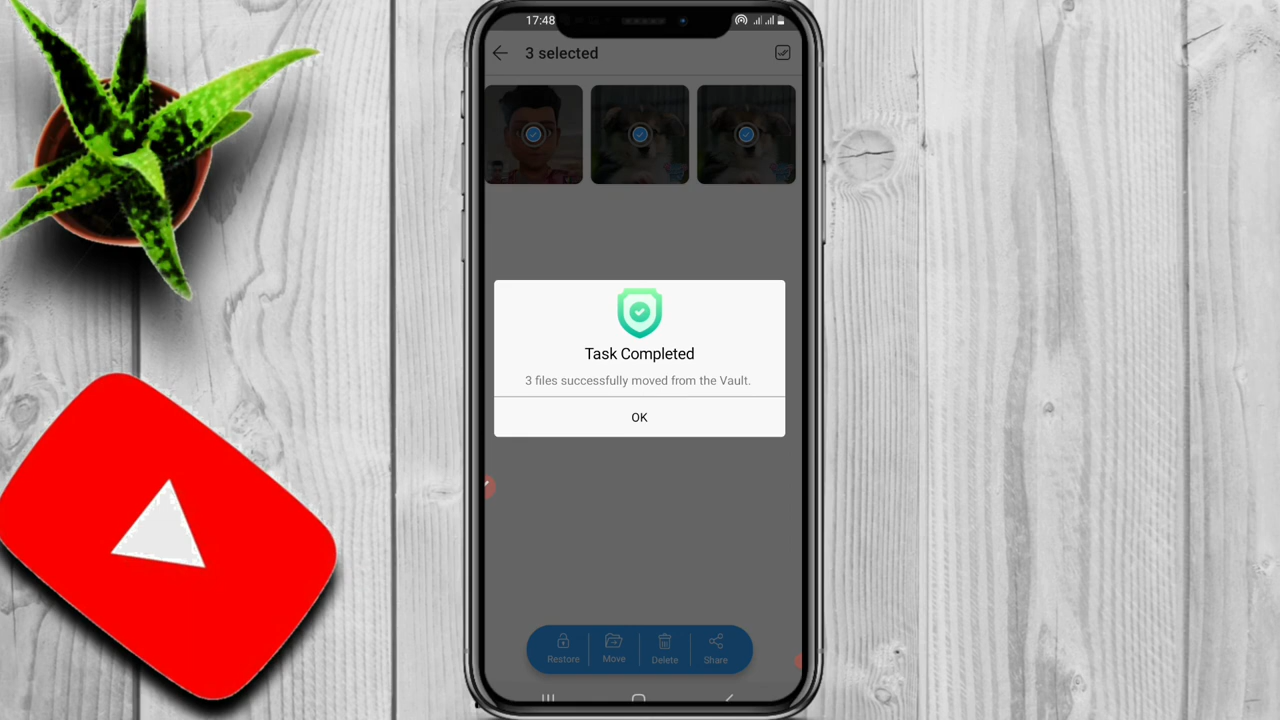 17:48
3 selected
Task Completed
3 files successfully moved from the Vault.
OK
Restore
Move
Delete
Share